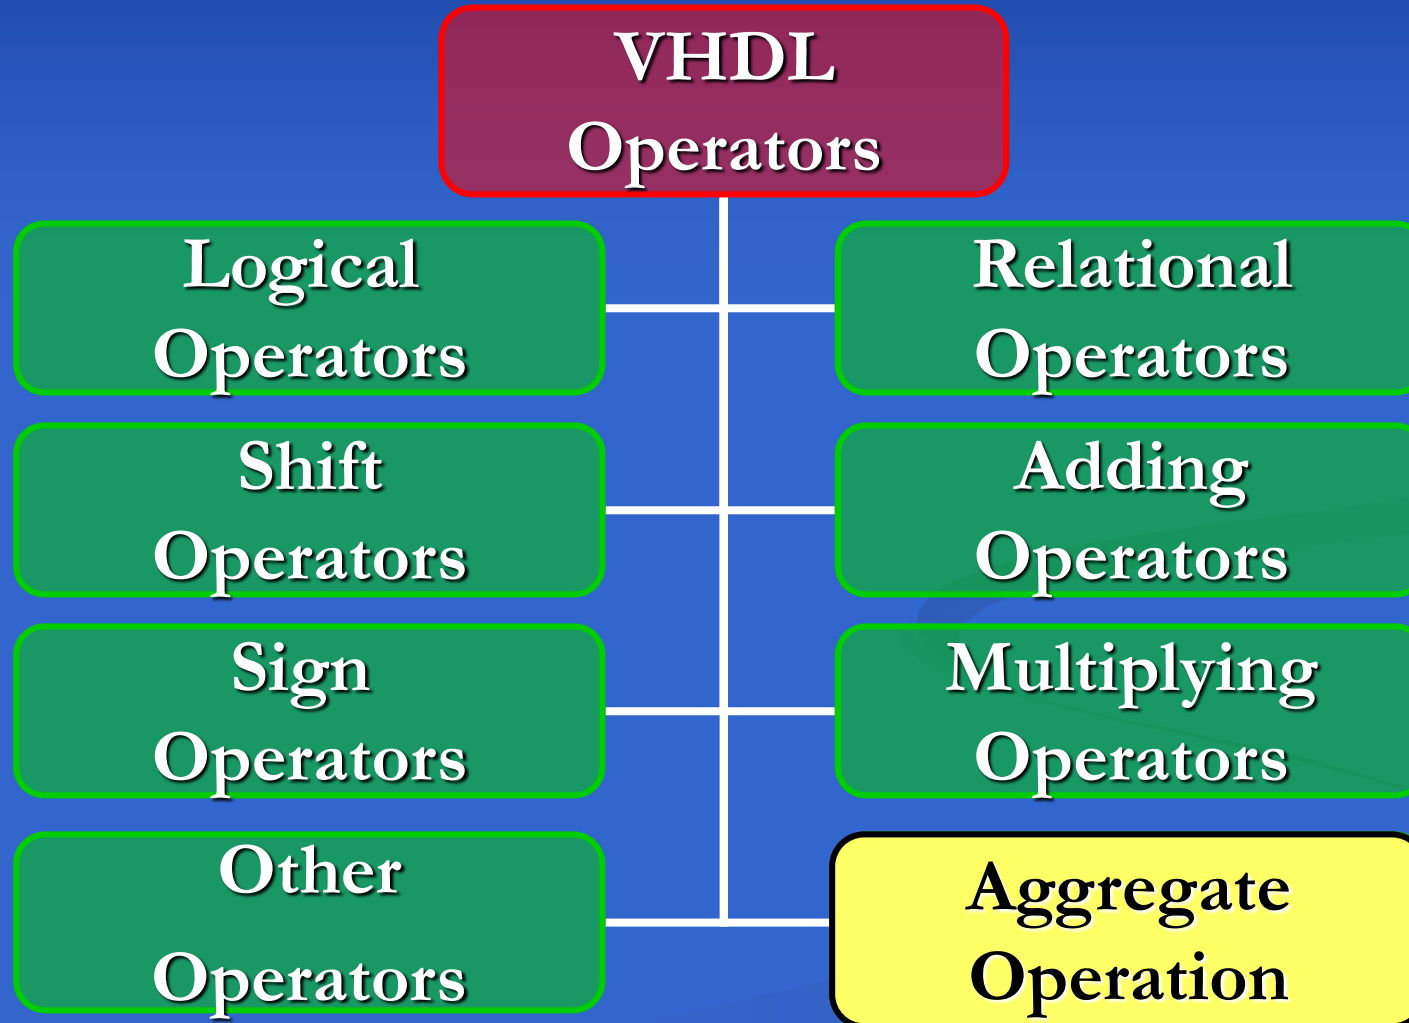 VHDL
Operators
Logical
Operators
Relational
Operators
Shift
Operators
Adding
Operators
Sign
Operators
Multiplying
Operators
Other
Operators
Aggregate
Operation